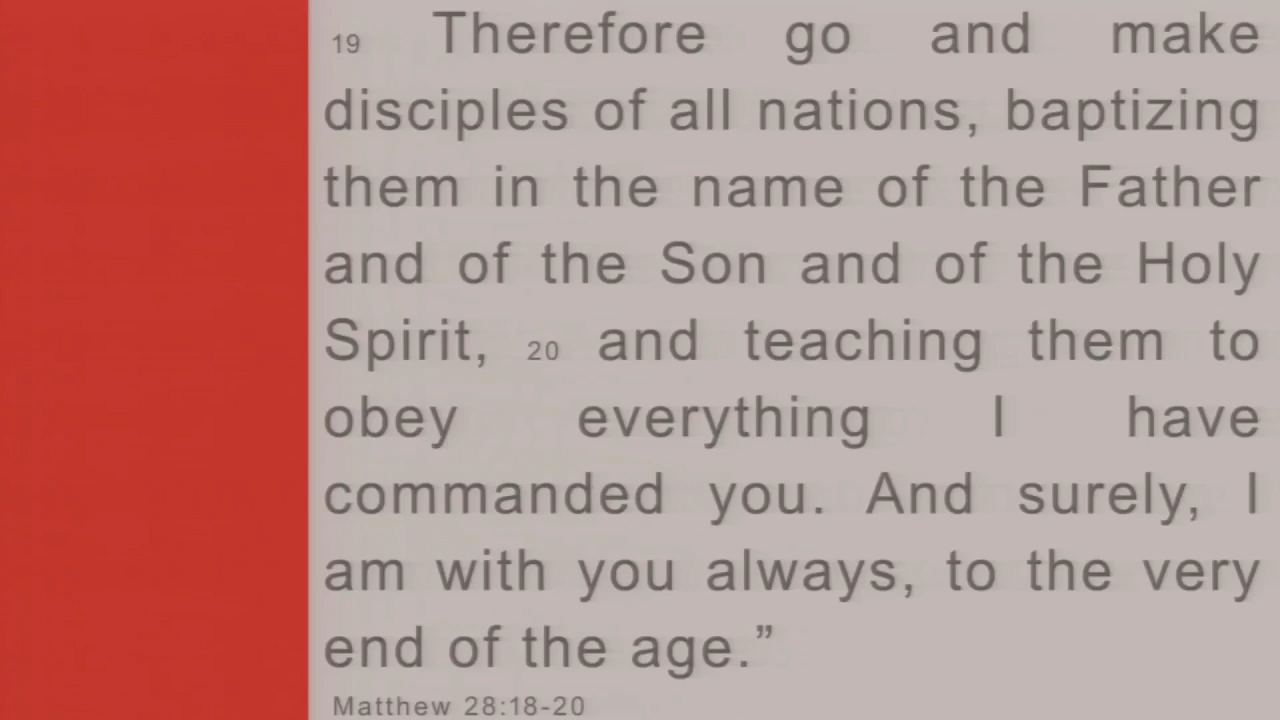 19 Therefore go and make
disciples of all nations, baptizing
them in the name of the Father
and of the Son and of the Holy
Spirit, 20 and teaching them to
obey everything I have
commanded you. And surely, I
am with you always, to the very
end of the age.”
Matthew 28:18-20